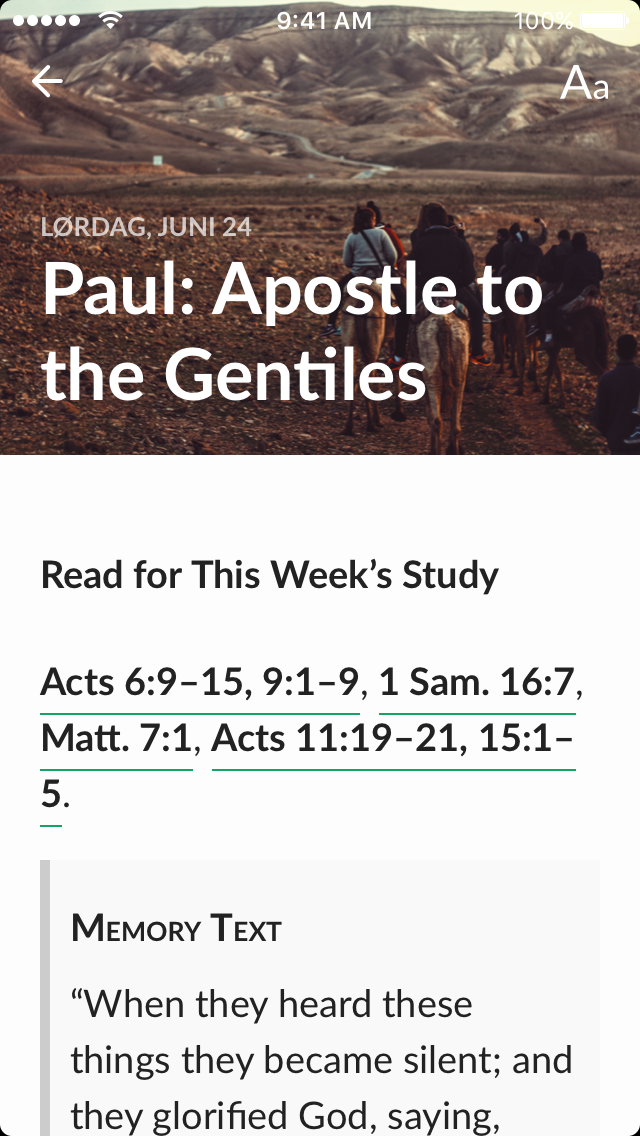 9:41 AM 100%
Aa
LØRDAG, JUNI 24
Paul: Apostle to
the Gentiles
Read for This Week’s Study
Acts 6:9–15, 9:1–9, 1 Sam. 16:7,
Matt. 7:1, Acts 11:19–21, 15:1–
5.
Memory Text
“When they heard these
things they became silent; and
they glorified God, saying,